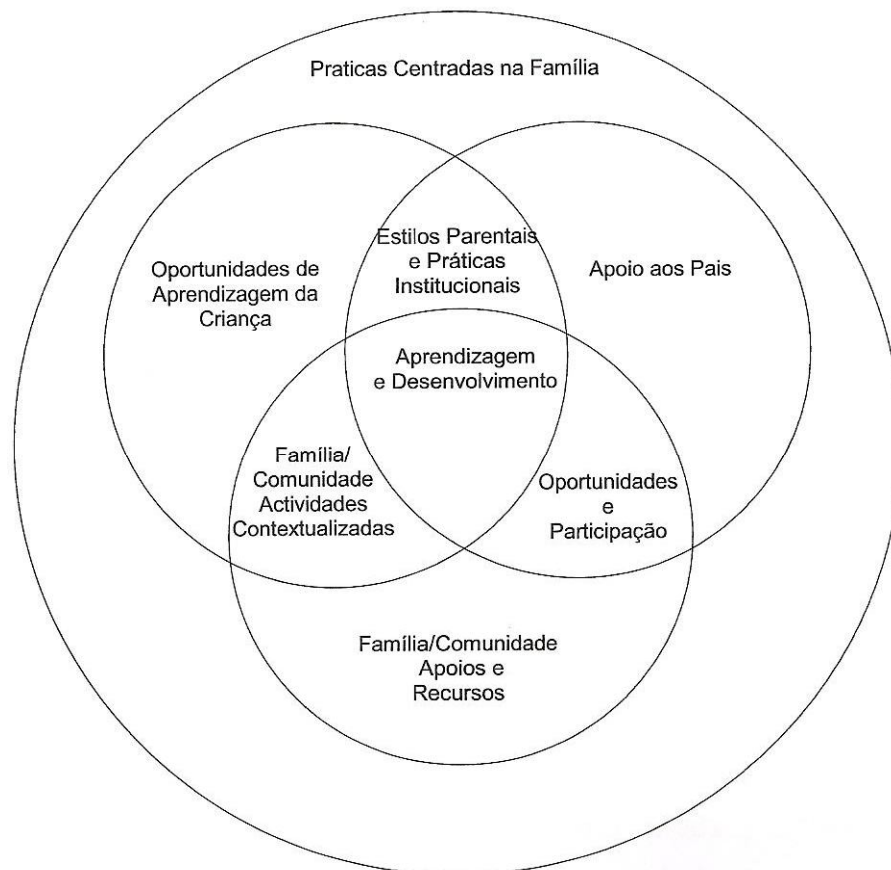 Praticas Centradas na Família
Estilos Parentais
e Práticas
Institucionais
Oportunidades de
Aprendizagem da
Criança
Apoio aos Pais
Aprendizagem
e Desenvolvimento
Família/
Comunidade
Actividades
Contextualizadas
Oportunidades
e
Participação
Família/Comunidade
Apoios e
Recursos